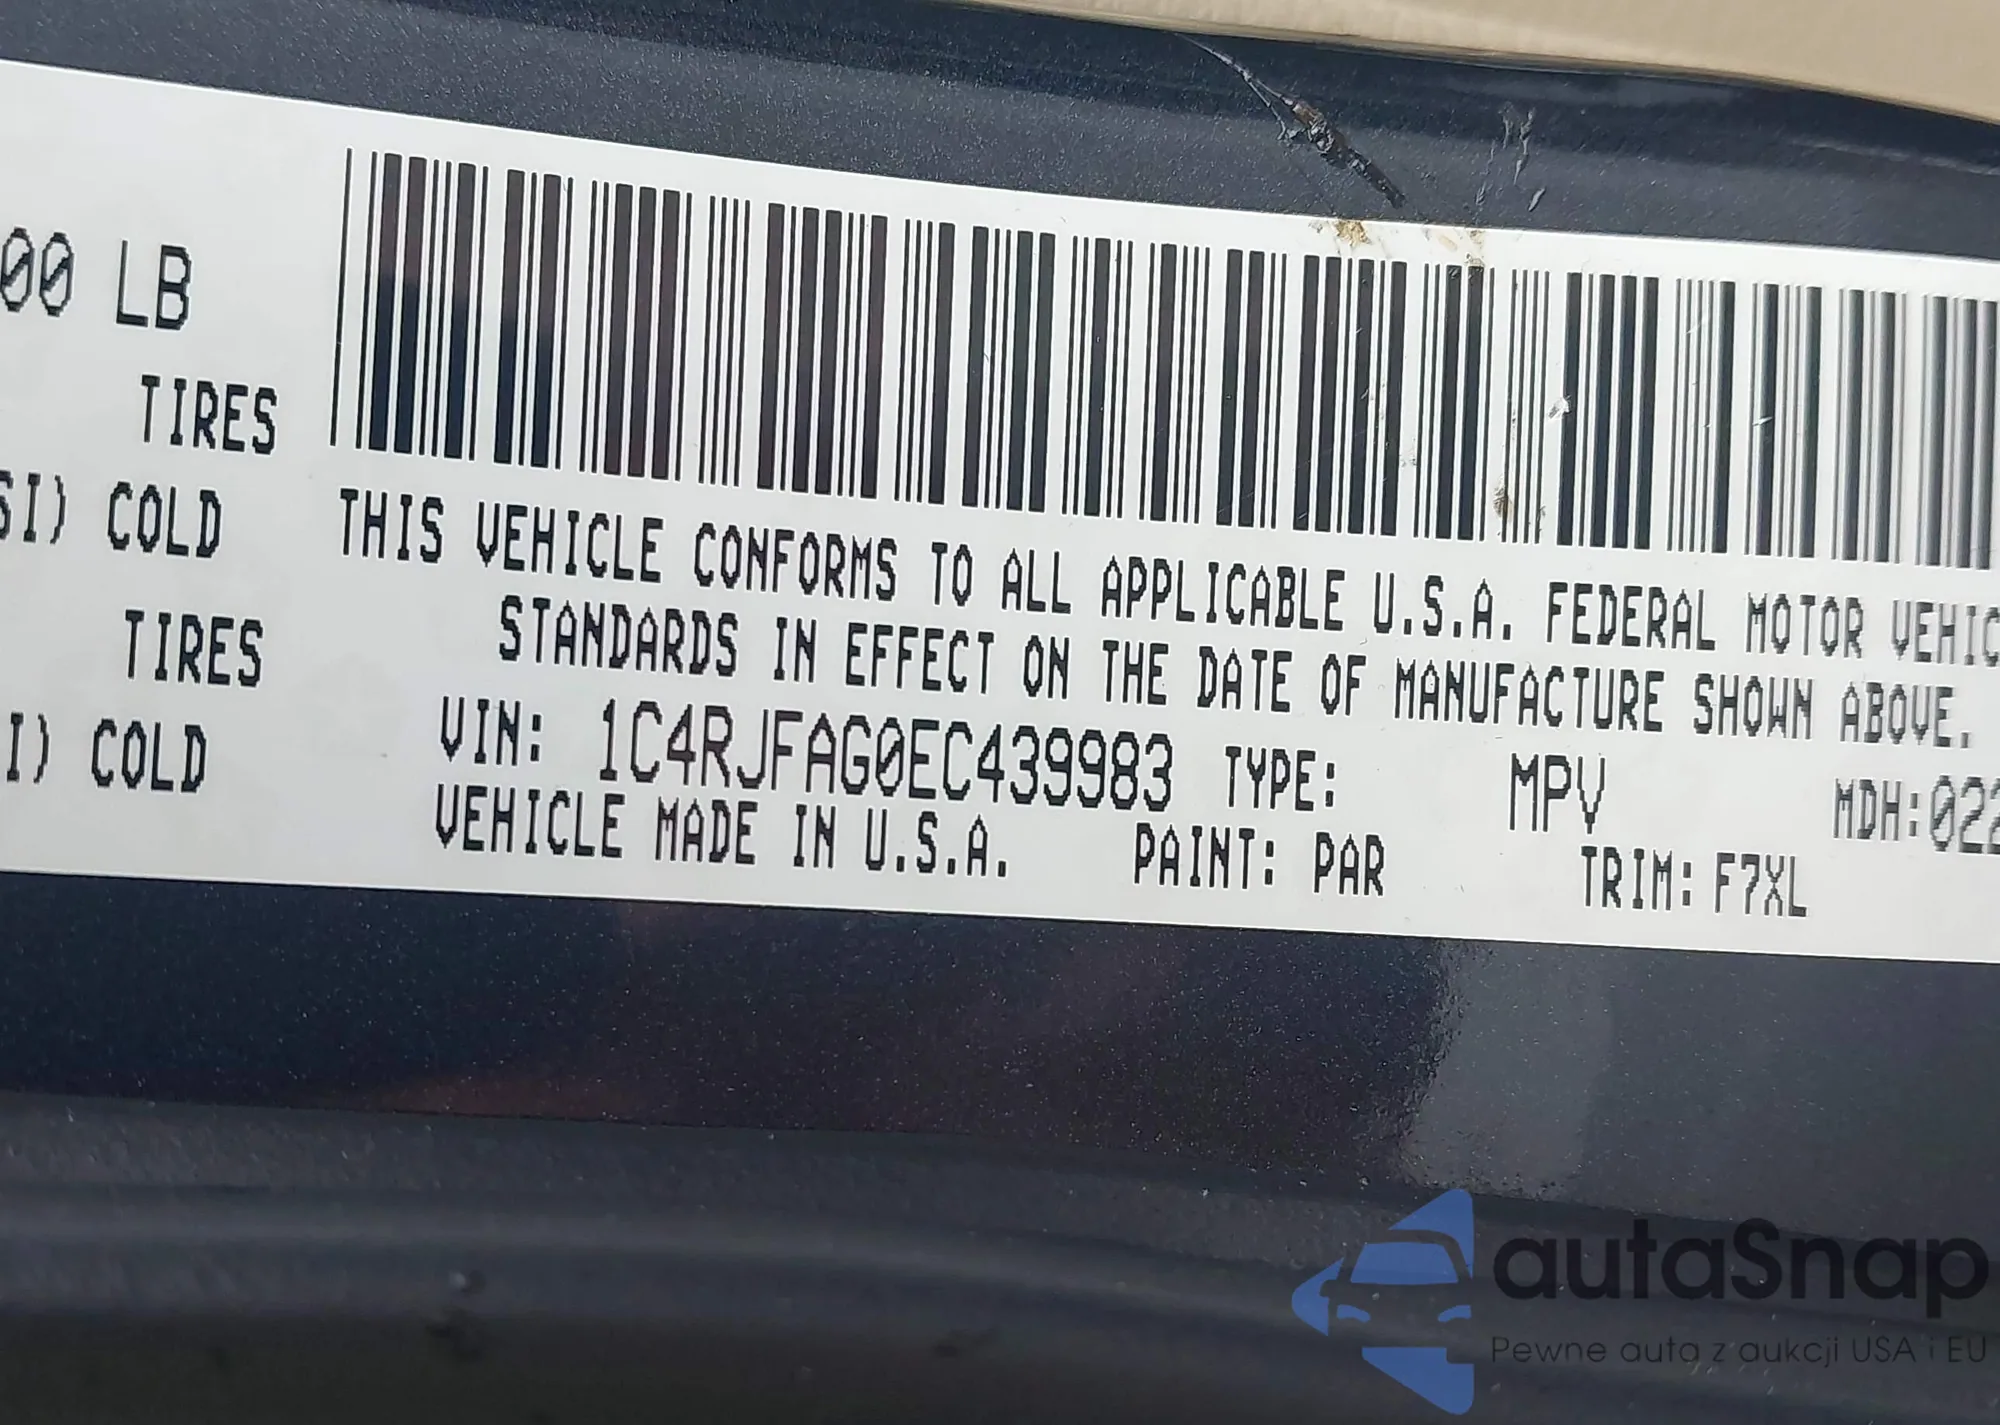 00 LB
TIRES
SI) COLD
TIRES
I) COLD
THIS VEHICLE CONFORMS TO ALL APPLICABLE U.S.A. FEDERAL MOTOR VEHIC
STANDARDS IN EFFECT ON THE DATE OF MANUFACTURE SHOWN ABOVE.
VIN: 1C4RJFAG0EC439983 TYPE: MPV MDH:022
VEHICLE MADE IN U.S.A. PAINT: PAR TRIM: F7XL
autaSnap
Pewne auta z aukcji USA i EU